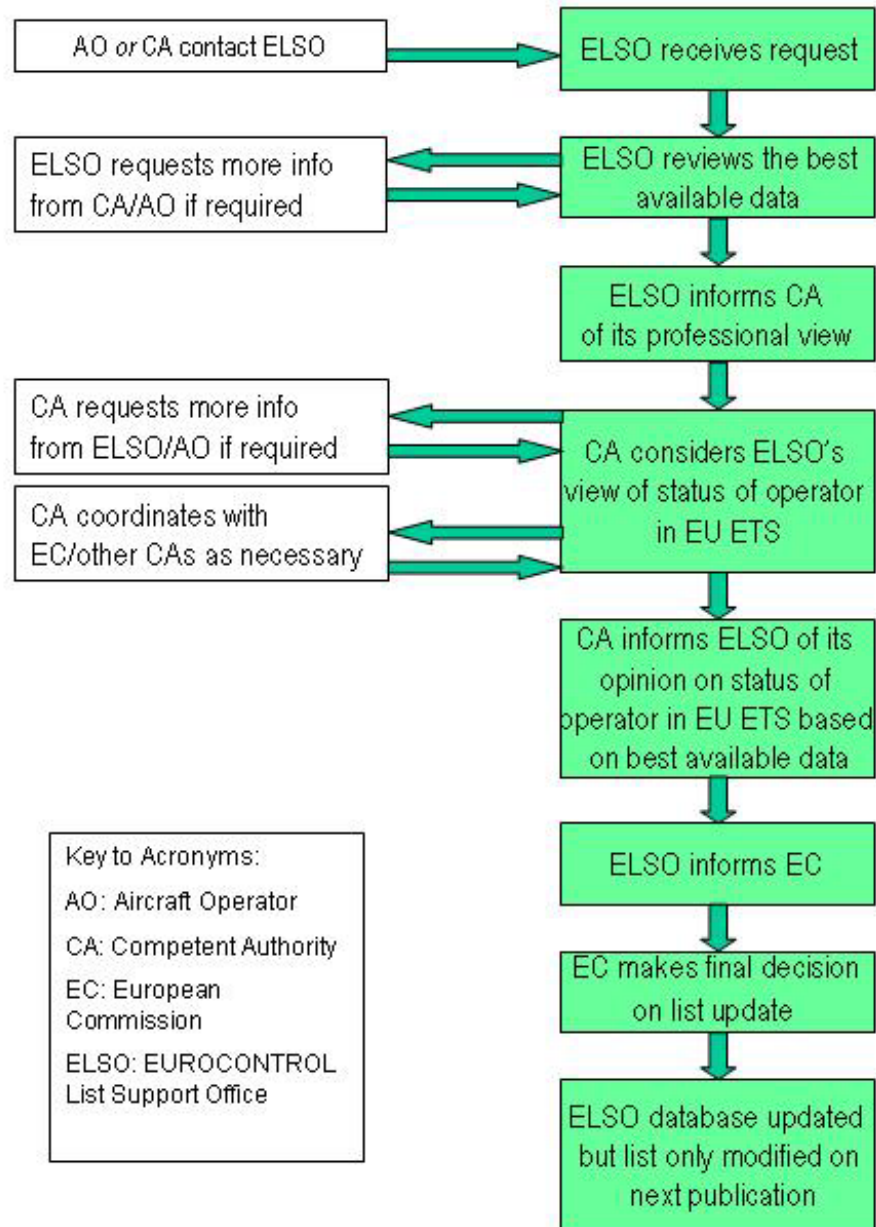 AO or CA contact ELSO
ELSO receives request
ELSO requests more info
from CA/AO if required
ELSO reviews the best
available data
ELSO informs CA
of its professional view
CA requests more info
from ELSO/AO if required
CA coordinates with
EC/other CAs as necessary
CA considers ELSO's
view of status of operator
in EU ETS
CA informs ELSO of its
opinion on status of
operator in EU ETS based
on best available data
ELSO informs EC
EC makes final decision
on list update
ELSO database updated
but list only modified on
next publication
Key to Acronyms:
AO: Aircraft Operator
CA: Competent Authority
EC: European
Commission
ELSO: EUROCONTROL
List Support Office